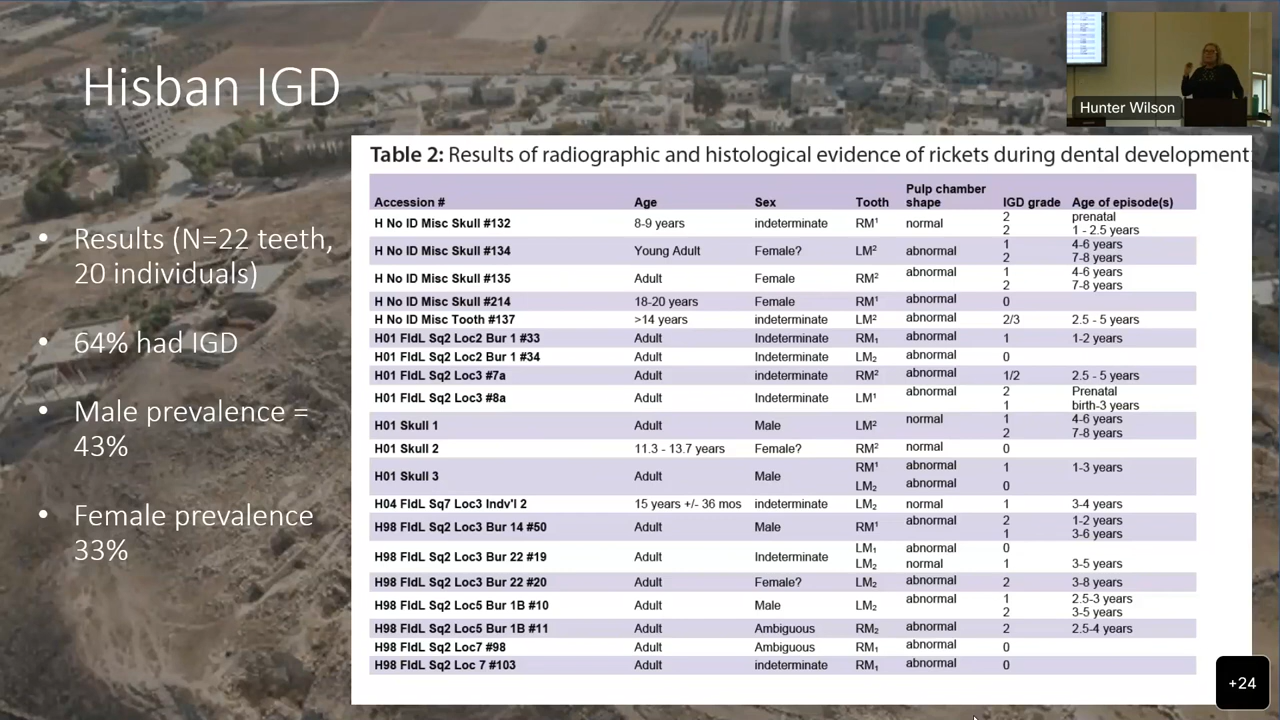 Hisban IGD
Hunter Wilson
• Results (N=22 teeth,
20 individuals)
• 64% had IGD
• Male prevalence =
43%
• Female prevalence
33%
Table 2: Results of radiographic and histological evidence of rickets during dental development
Accession # Age Sex Tooth Pulp chamber shape IGD grade Age of episode(s)
H No ID Misc Skull #132 8-9 years indeterminate RM¹ normal 2 prenatal
2 1 - 2.5 years
H No ID Misc Skull #134 Young Adult Female? LM² abnormal 1 4-6 years
2 7-8 years
H No ID Misc Skull #135 Adult Female RM² abnormal 1 4-6 years
2 7-8 years
H No ID Misc Skull #214 18-20 years Female RM¹ abnormal 0
H No ID Misc Tooth #137 >14 years indeterminate LM² abnormal 2/3 2.5 - 5 years
H01 FldL Sq2 Loc2 Bur 1 #33 Adult Indeterminate RM₁ abnormal 1 1-2 years
H01 FldL Sq2 Loc2 Bur 1 #34 Adult Indeterminate LM₂ abnormal 0
H01 FldL Sq2 Loc3 #7a Adult indeterminate RM² abnormal 1/2 2.5 - 5 years
H01 FldL Sq2 Loc3 #8a Adult Indeterminate LM¹ abnormal 2 Prenatal
1 birth-3 years
H01 Skull 1 Adult Male LM² normal 1 4-6 years
2 7-8 years
H01 Skull 2 11.3 - 13.7 years Female? RM² normal 0
H01 Skull 3 Adult Male RM¹ abnormal 1 1-3 years
LM₂ abnormal 0
H04 FldL Sq7 Loc3 Indv'l 2 15 years +/- 36 mos indeterminate LM₂ normal 1 3-4 years
H98 FldL Sq2 Loc3 Bur 14 #50 Adult Male RM¹ abnormal 2 1-2 years
1 3-6 years
H98 FldL Sq2 Loc3 Bur 22 #19 Adult Indeterminate LM₁ abnormal 0
LM₂ normal 1 3-5 years
H98 FldL Sq2 Loc3 Bur 22 #20 Adult Female? LM₂ abnormal 2 3-8 years
H98 FldL Sq2 Loc5 Bur 1B #10 Adult Male LM₂ abnormal 1 2.5-3 years
2 3-5 years
H98 FldL Sq2 Loc5 Bur 1B #11 Adult Ambiguous RM₂ abnormal 2 2.5-4 years
H98 FldL Sq2 Loc7 #98 Adult Ambiguous RM₁ abnormal 0
H98 FldL Sq2 Loc 7 #103 Adult indeterminate RM₁ abnormal 0
+24